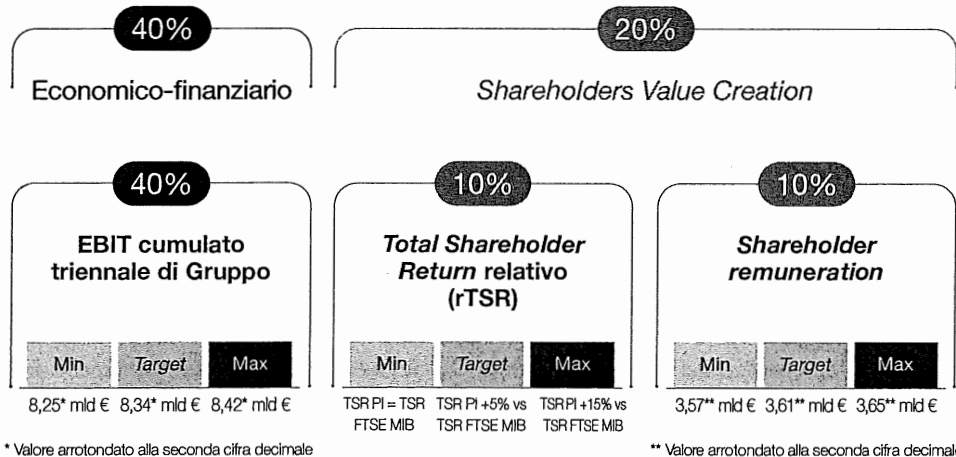 40%
Economico-finanziario
20%
Shareholders Value Creation
40%
EBIT cumulato
triennale di Gruppo
Min
Target
Max
8,25* mld €
8,34* mld €
8,42* mld €
* Valore arrotondato alla seconda cifra decimale
10%
Total Shareholder
Return relativo
(rTSR)
Min
Target
Max
TSR PI = TSR
FTSE MIB
TSR PI +5% vs
TSR FTSE MIB
TSR PI +15% vs
TSR FTSE MIB
10%
Shareholder
remuneration
Min
Target
Max
3,57** mld €
3,61** mld €
3,65** mld €
** Valore arrotondato alla seconda cifra decimale